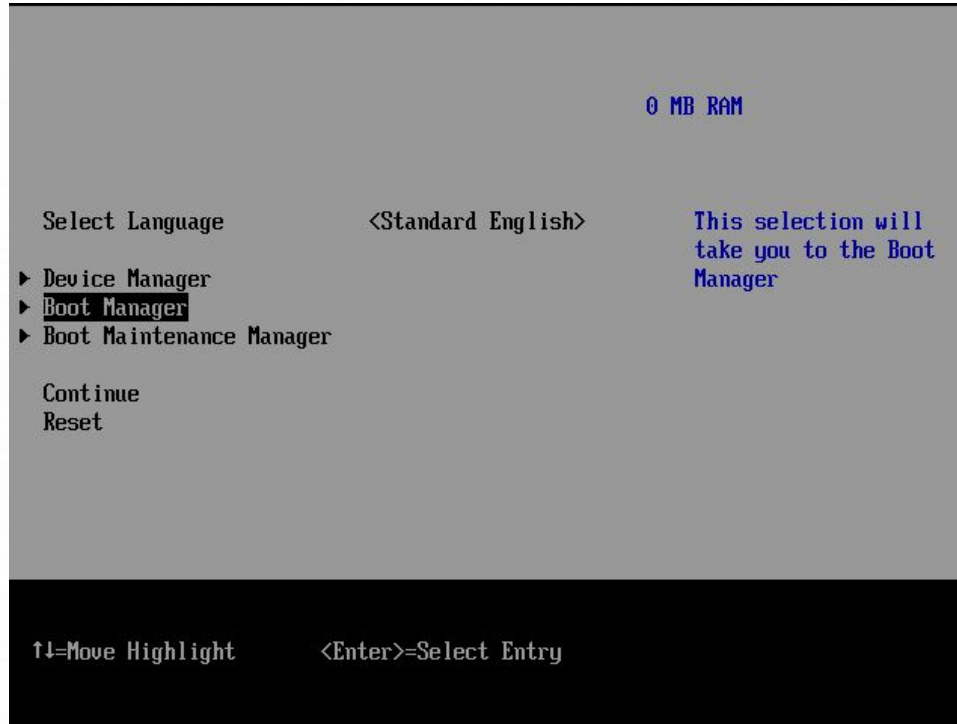 0 MB RAM
Select Language <Standard English> This selection will
take you to the Boot
Device Manager Manager
Boot Manager
Boot Maintenance Manager
Continue
Reset
↑↓=Move Highlight <Enter>=Select Entry